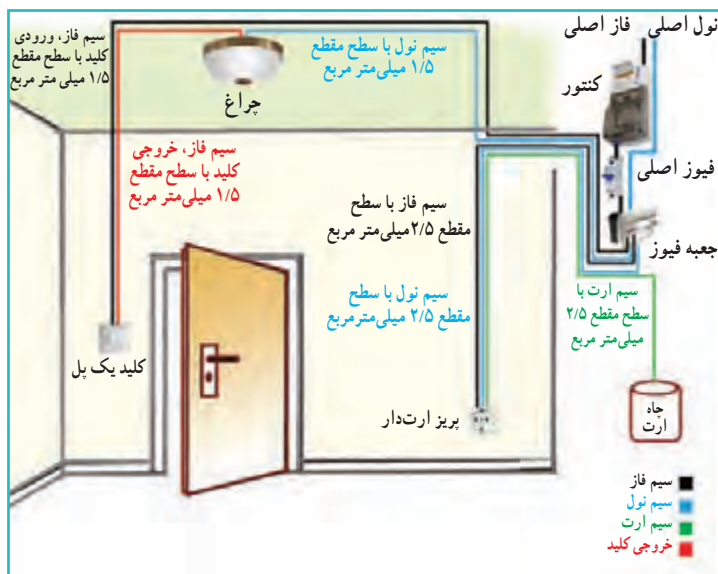 نول اصلی
فاز اصلی
کنتور
فیوز اصلی
جعبه فیوز
سیم فاز، ورودی
کلید با سطح مقطع
۱/۵ میلی متر مربع
سیم نول با سطح مقطع
۱/۵ میلی متر مربع
چراغ
سیم فاز، خروجی
کلید با سطح مقطع
۱/۵ میلی متر مربع
سیم فاز با سطح
مقطع ۲/۵میلی‌متر مربع
سیم نول با سطح
مقطع ۲/۵ میلی‌مترمربع
سیم ارت با
سطح مقطع ۲/۵
میلی‌متر مربع
کلید یک پل
پریز ارت‌دار
چاه
ارت
سیم فاز
سیم نول
سیم ارت
خروجی کلید